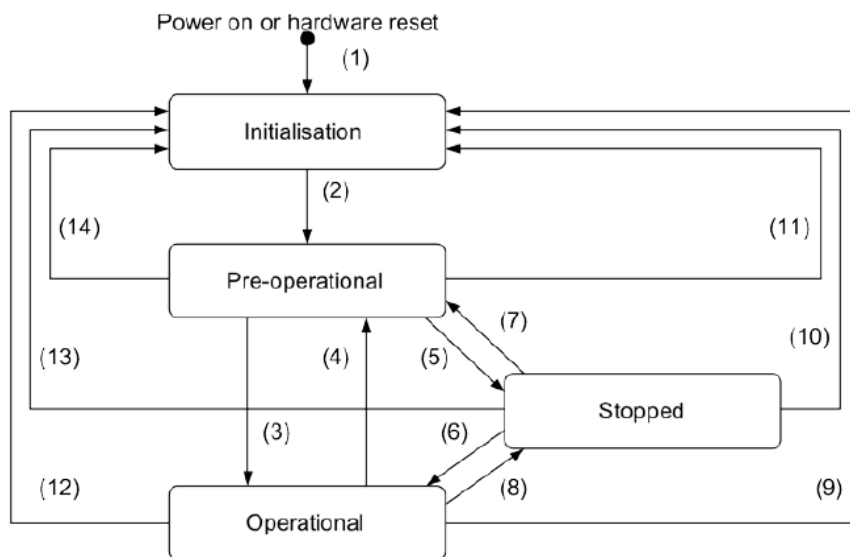 Power on or hardware reset
(1)
Initialisation
(2)
(14)
(11)
Pre-operational
(7)
(13)
(4)
(5)
(10)
Stopped
(3)
(6)
(12)
(8)
(9)
Operational